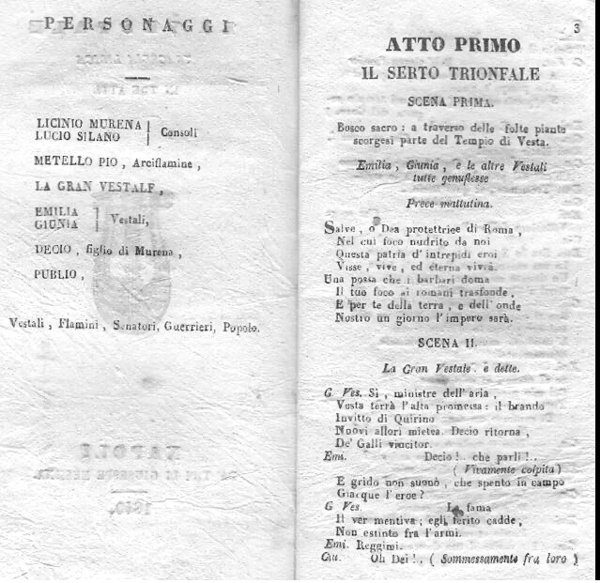 PERSONAGGI
LICINIO MURENA
LUCIO SILANO
Consoli
METELLO PIO, Arciflamine,
LA GRAN VESTALE,
EMILIA
GIUNIA
Vestali,
DECIO, figlio di Murena,
PUBLIO,
Vestali, Flamini, Senatori, Guerrieri, Popolo.
NAPOLI
1840.
3
ATTO PRIMO
IL SERTO TRIONFALE
SCENA PRIMA.
Bosco sacro: a traverso delle folte piante
scorgesi parte del Tempio di Vesta.
Emilia, Giunia, e le altre Vestali
tutte genuflesse
Prece mattutina.
Salve, o Dea protettrice di Roma,
Nel cui foco nudrito da noi
Questa patria d'intrepidi eroi
Visse, vive, ed eterna vivrà.
Una possa che i barbari doma
Il tuo foco ai romani trasfonde,
E per te della terra, e dell'onde
Nostro un giorno l'impero sarà.
SCENA II.
La Gran Vestale e dette.
G Ves. Sì, ministre dell'aria,
Vesta terrà l'alta promessa: il brando
Invitto di Quirino
Nuovi allori mietea. Decio ritorna,
De' Galli vincitor.
Emi. Decio!.. che parli!..
(Vivamente colpita)
E grido non suonò, che spento in campo
Giacque l'eroe?
G Ves. La fama
Il ver mentiva; egli ferito cadde,
Non estinto fra l'armi.
Emi. Reggimi.
Giu. Oh Dei!.. (Sommessamente fra loro)